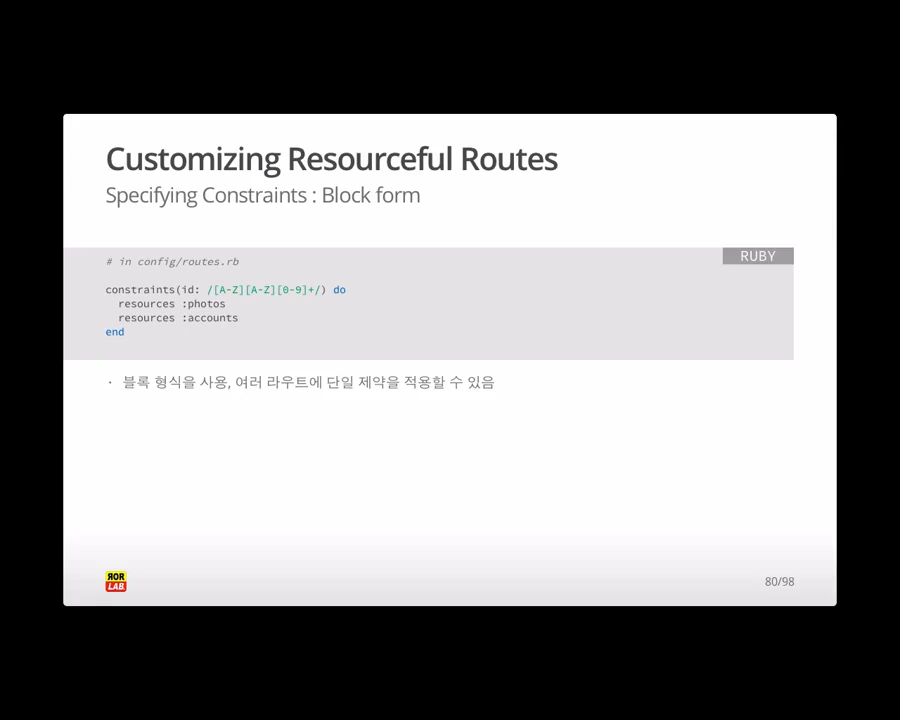 Customizing Resourceful Routes
Specifying Constraints : Block form
RUBY
# in config/routes.rb
constraints(id: /[A-Z][A-Z][0-9]+/) do
  resources :photos
  resources :accounts
end
· 블록 형식을 사용, 여러 라우트에 단일 제약을 적용할 수 있음
ЯOR
LAB.
80/98